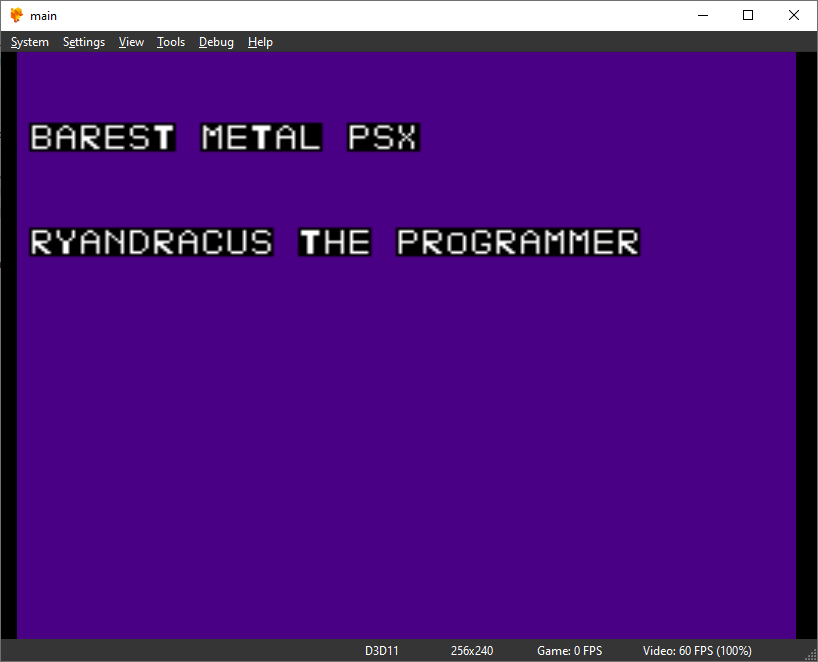 main
System Settings View Tools Debug Help
BAREST METAL PSX
RYANDRACUS THE PROGRAMMER
D3D11 256x240 Game: 0 FPS Video: 60 FPS (100%)